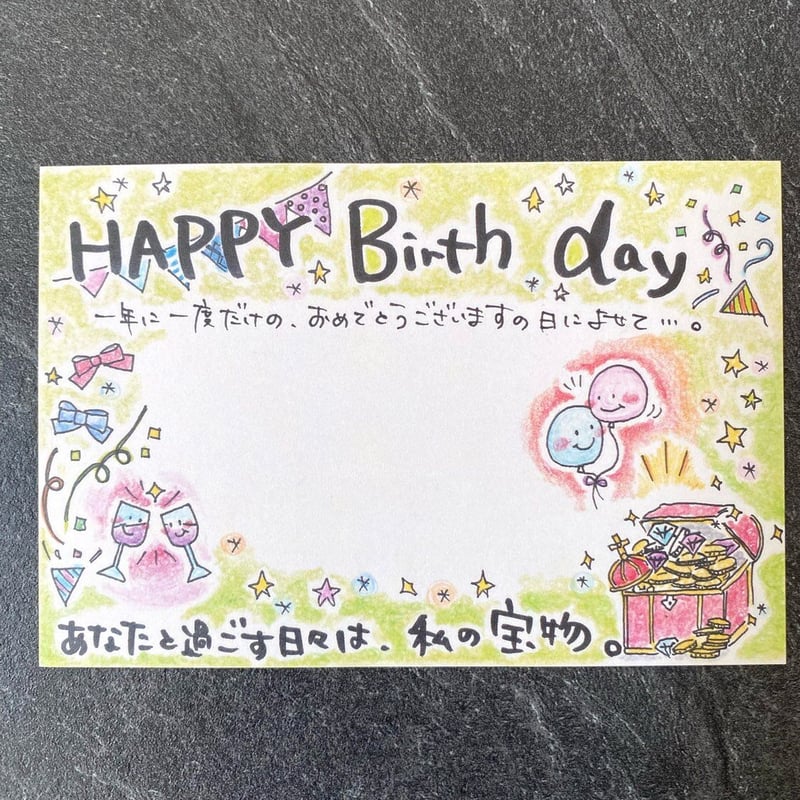 HAPPY Birth day
一年に一度だけの、おめでとうございますの日によせて…。
あなたと過ごす日々は、私の宝物。